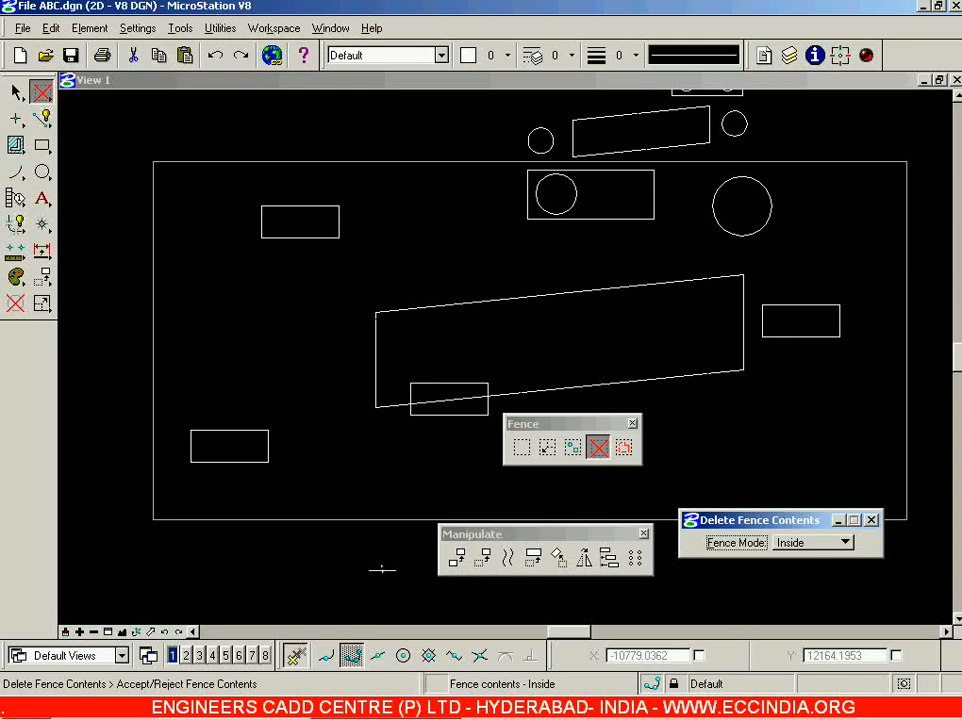 File ABC.dgn (2D - V8 DGN) - MicroStation V8
File Edit Element Settings Tools Utilities Workspace Window Help
Default 0 0 0
View 1
Fence
Delete Fence Contents
Fence Mode: Inside
Manipulate
Default Views 1 2 3 4 5 6 7 8 X: -10779.0362 Y: 12164.1953
Delete Fence Contents > Accept/Reject Fence Contents Fence contents - Inside Default
. ENGINEERS CADD CENTRE (P) LTD - HYDERABAD- INDIA - WWW.ECCINDIA.ORG